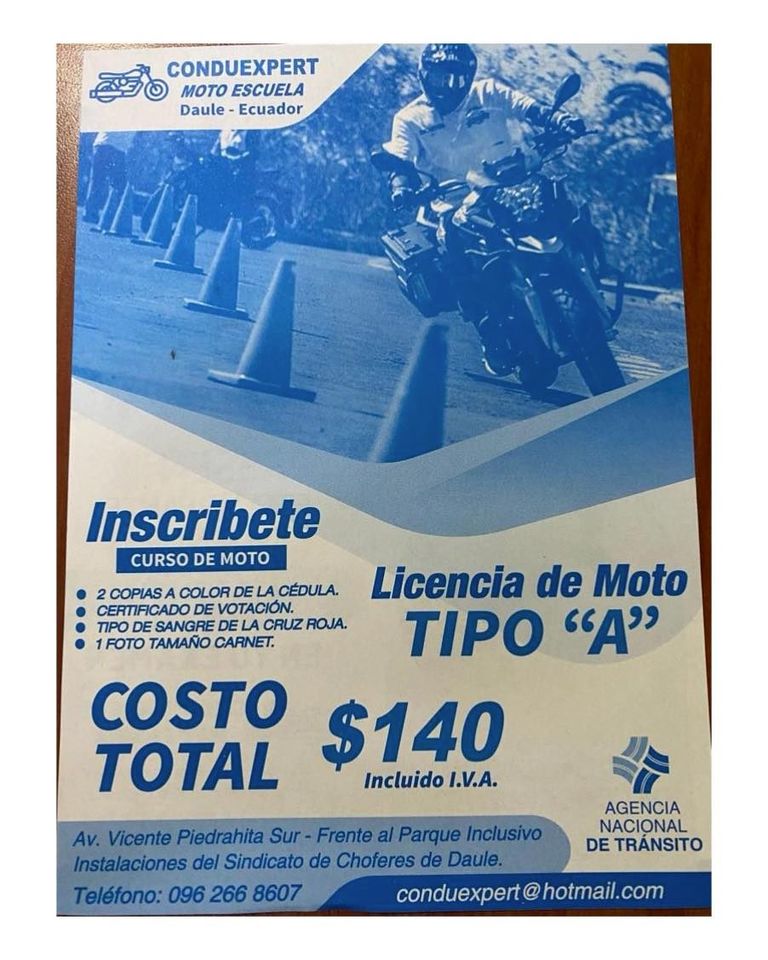 CONDUEXPERT
MOTO ESCUELA
Daule - Ecuador
Inscribete
CURSO DE MOTO
• 2 COPIAS A COLOR DE LA CÉDULA.
• CERTIFICADO DE VOTACIÓN.
• TIPO DE SANGRE DE LA CRUZ ROJA.
• 1 FOTO TAMAÑO CARNET.
Licencia de Moto
TIPO “A”
COSTO
TOTAL
$140
Incluido I.V.A.
AGENCIA
NACIONAL
DE TRÁNSITO
Av. Vicente Piedrahita Sur - Frente al Parque Inclusivo
Instalaciones del Sindicato de Choferes de Daule.
Teléfono: 096 266 8607
conduexpert@hotmail.com